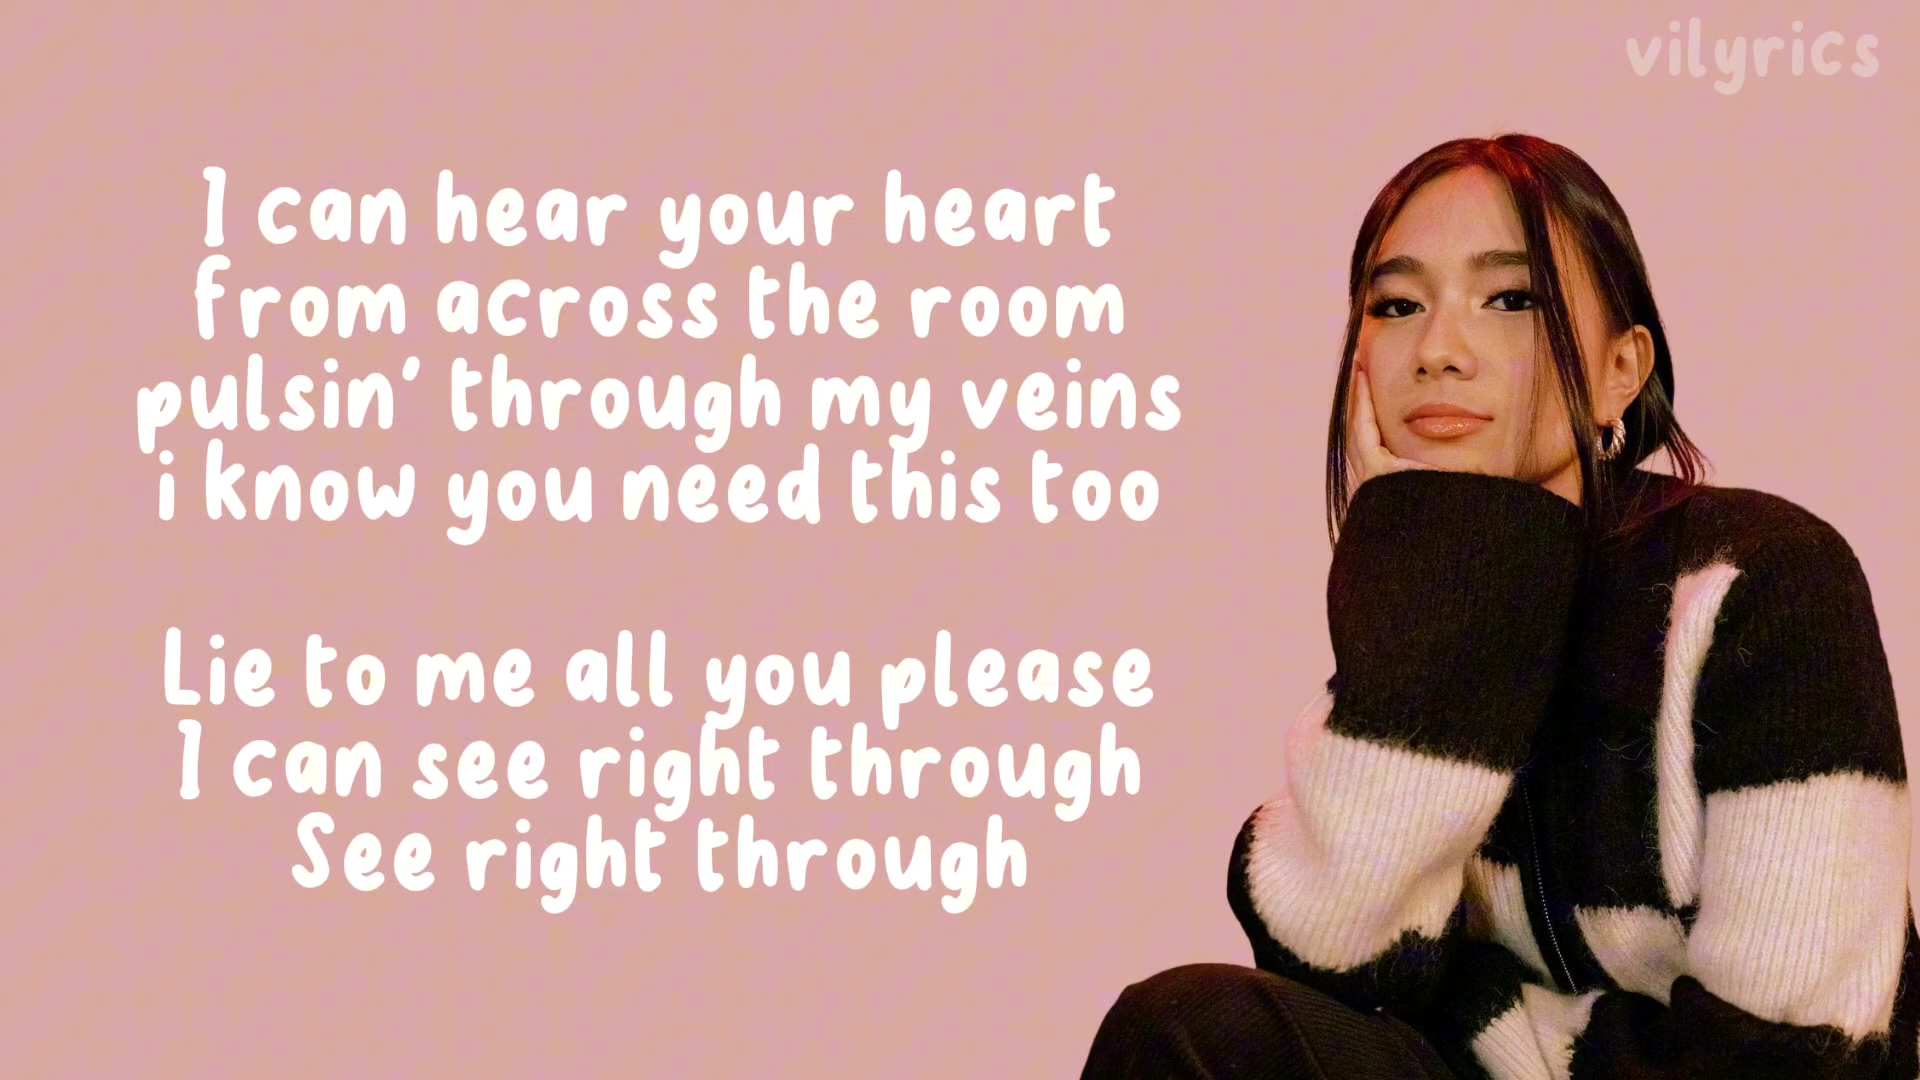 vilyrics
I can hear your heart
from across the room
pulsin' through my veins
i know you need this too
Lie to me all you please
I can see right through
See right through